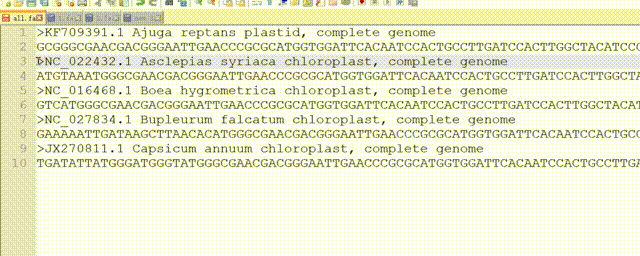 all.fa
1 >KF709391.1 Ajuga reptans plastid, complete genome
2 GCGGGCGAACGACGGGAATTGAACCCGCGCATGGTGGATTCACAATCCACTGCCTTGATCCACTTGGCTACATCCG
3 >NC_022432.1 Asclepias syriaca chloroplast, complete genome
4 ATGTAAATGGGCGAACGACGGGAATTGAACCCGCGCATGGTGGATTCACAATCCACTGCCTTGATCCACTTGGCTA
5 >NC_016468.1 Boea hygrometrica chloroplast, complete genome
6 GTCATGGGCGAACGACGGGAATTGAACCCGCGCATGGTGGATTCACAATCCACTGCCTTGATCCACTTGGCTACAT
7 >NC_027834.1 Bupleurum falcatum chloroplast, complete genome
8 GAAAAATTGATAAGCTTAACACATGGGCGAACGACGGGAATTGAACCCGCGCATGGTGGATTCACAATCCACTGCC
9 >JX270811.1 Capsicum annuum chloroplast, complete genome
10 TGATATTATGGGATGGGTATGGGCGAACGACGGGAATTGAACCCGCGCATGGTGGATTCACAATCCACTGCCTTGA